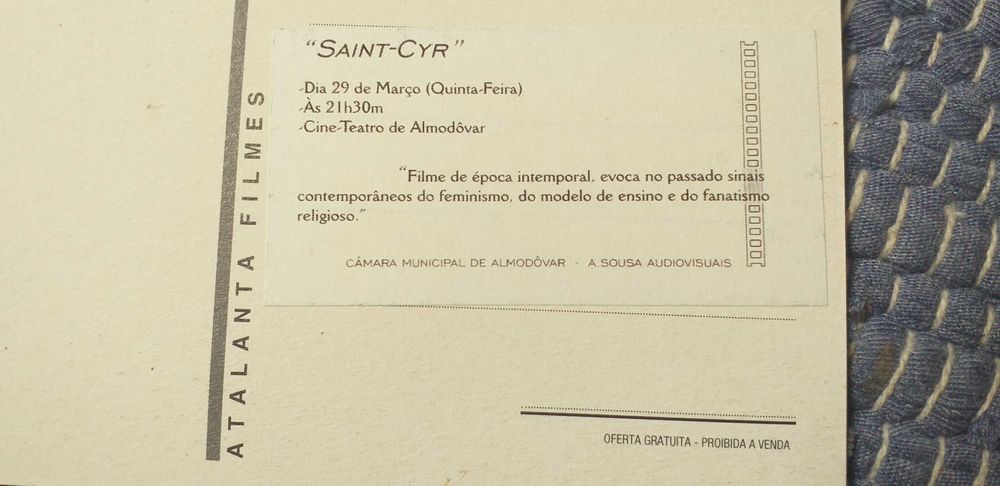 ATALANTA FILMES
"SAINT-CYR"
-Dia 29 de Março (Quinta-Feira)
-Às 21h30m
-Cine-Teatro de Almodôvar
"Filme de época intemporal, evoca no passado sinais
contemporâneos do feminismo, do modelo de ensino e do fanatismo
religioso."
CÂMARA MUNICIPAL DE ALMODÔVAR - A.SOUSA AUDIOVISUAIS
OFERTA GRATUITA - PROIBIDA A VENDA